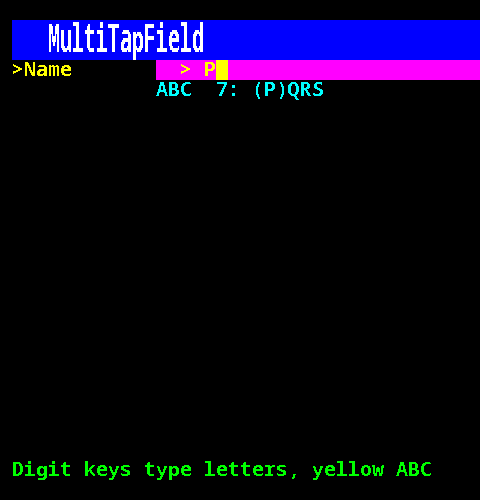 MultiTapField
>Name > P
ABC 7: (P)QRS
Digit keys type letters, yellow ABC